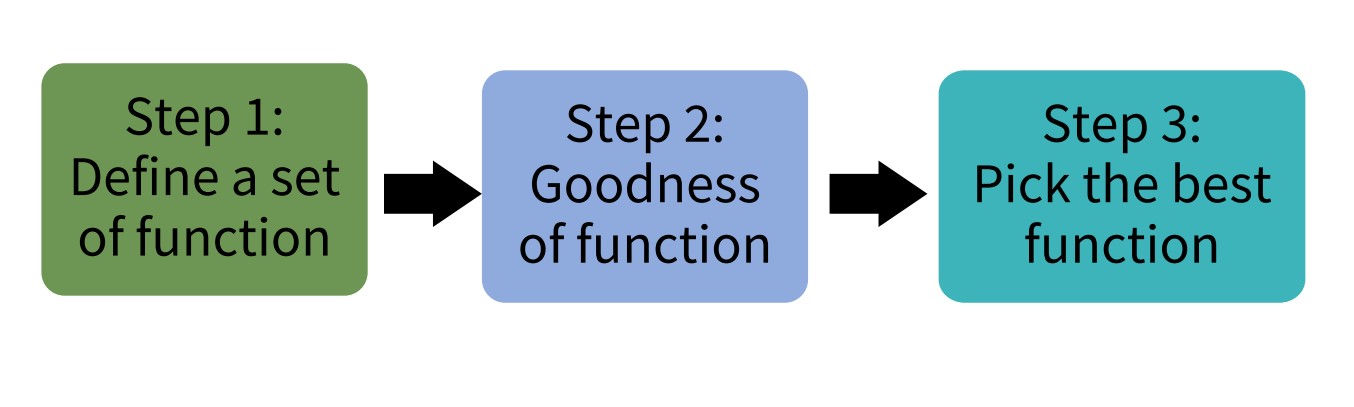 Step 1:
Define a set
of function
Step 2:
Goodness
of function
Step 3:
Pick the best
function